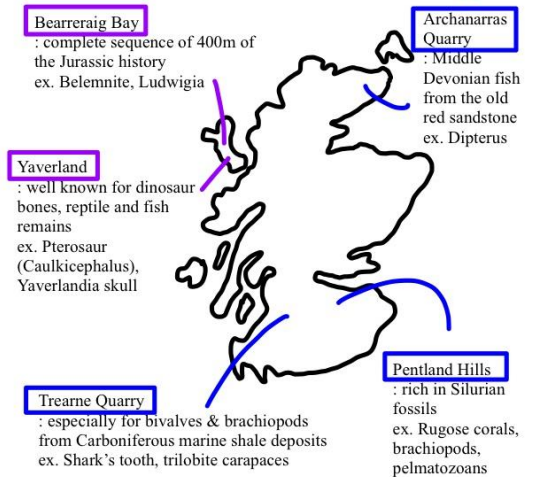 Bearreraig Bay
: complete sequence of 400m of
the Jurassic history
ex. Belemnite, Ludwigia
Archanarras
Quarry
: Middle
Devonian fish
from the old
red sandstone
ex. Dipterus
Yaverland
: well known for dinosaur
bones, reptile and fish
remains
ex. Pterosaur
(Caulkicephalus),
Yaverlandia skull
Trearne Quarry
: especially for bivalves & brachiopods
from Carboniferous marine shale deposits
ex. Shark's tooth, trilobite carapaces
Pentland Hills
: rich in Silurian
fossils
ex. Rugose corals,
brachiopods,
pelmatozoans